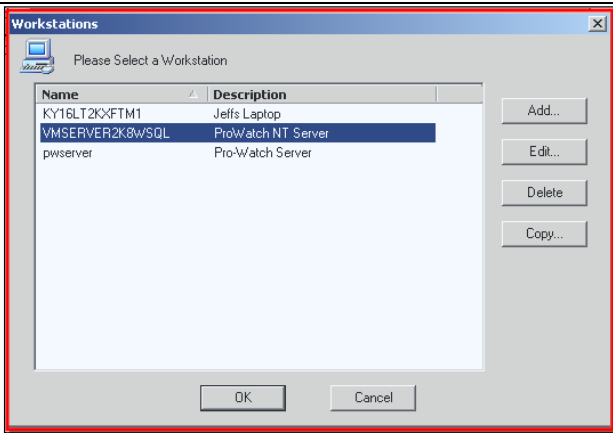 Workstations
Please Select a Workstation
Name Description
KY16LT2KXFTM1 Jeffs Laptop
VMSERVER2K8WSQL ProWatch NT Server
pwserver Pro-Watch Server
Add...
Edit...
Delete
Copy...
OK Cancel